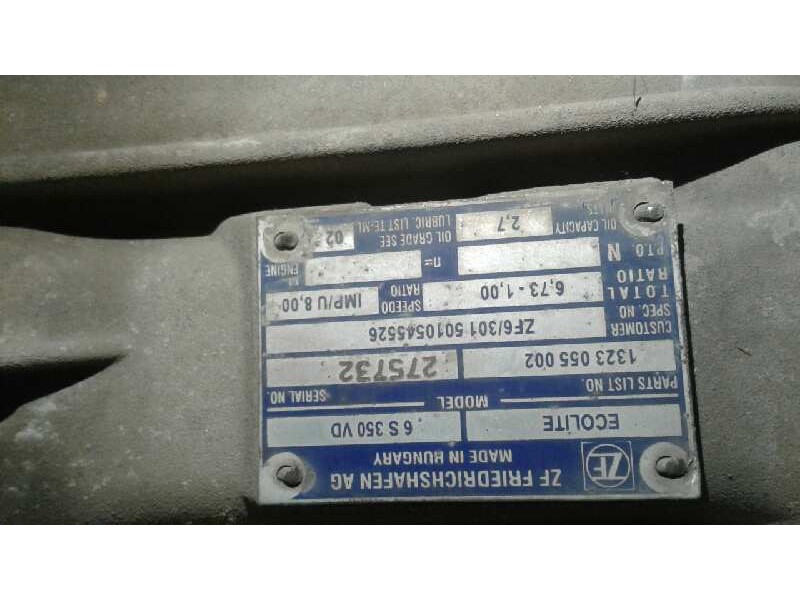 ZF FRIEDRICHSHAFEN AG
MADE IN HUNGARY
ZF
ECOLITE 6 S 350 VD
MODEL
PARTS LIST NO. SERIAL NO.
1323 055 002 275732
CUSTOMER SPEC. NO ZF6/301 5010545526
TOTAL RATIO 6,73-1,00 SPEEDO RATIO IMP/U 8,00
P.T.O. N n= ENGINE
OIL CAPACITY 2,7 OIL GRADE SEE LUBRIC. LIST TE-ML 02